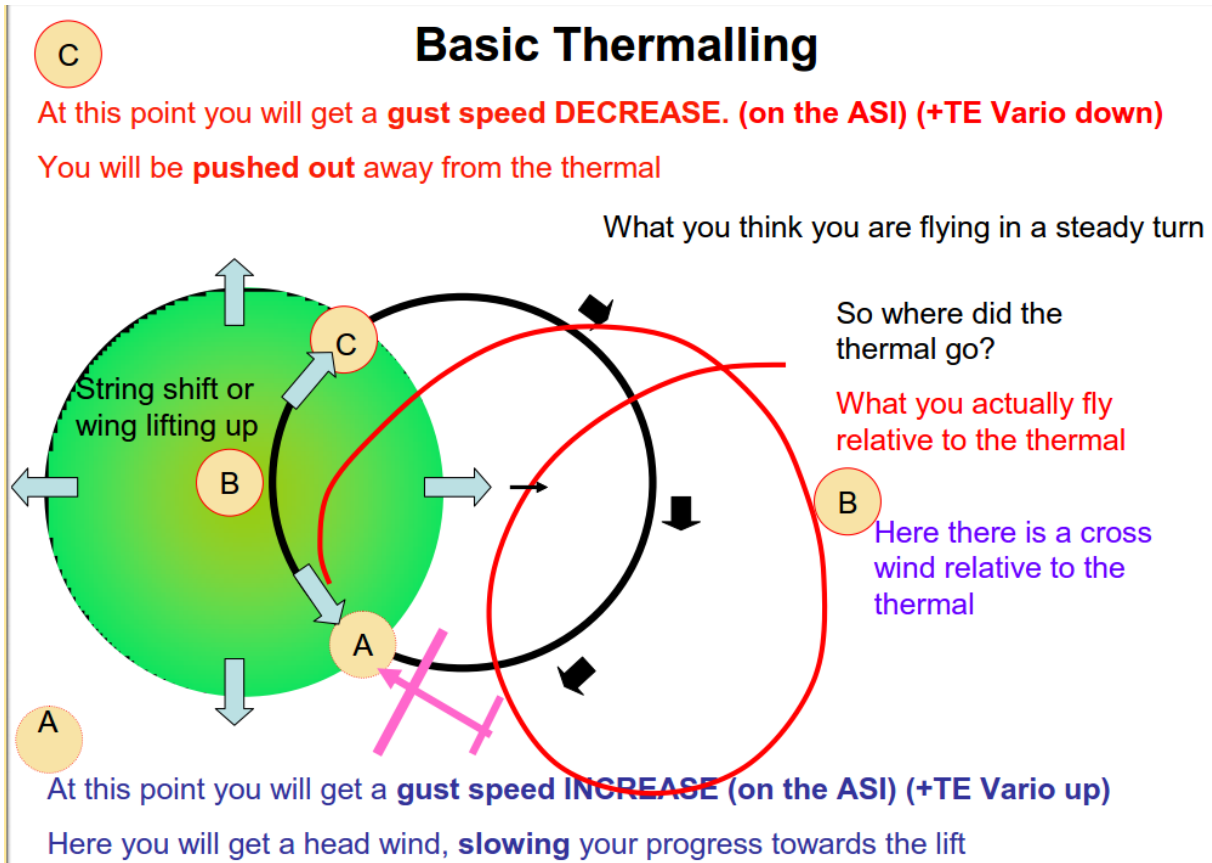 Basic Thermalling
C
At this point you will get a gust speed DECREASE. (on the ASI) (+TE Vario down)
You will be pushed out away from the thermal
What you think you are flying in a steady turn
So where did the
thermal go?
C
String shift or
wing lifting up
What you actually fly
relative to the thermal
B
B
Here there is a cross
wind relative to the
thermal
A
A
At this point you will get a gust speed INCREASE (on the ASI) (+TE Vario up)
Here you will get a head wind, slowing your progress towards the lift